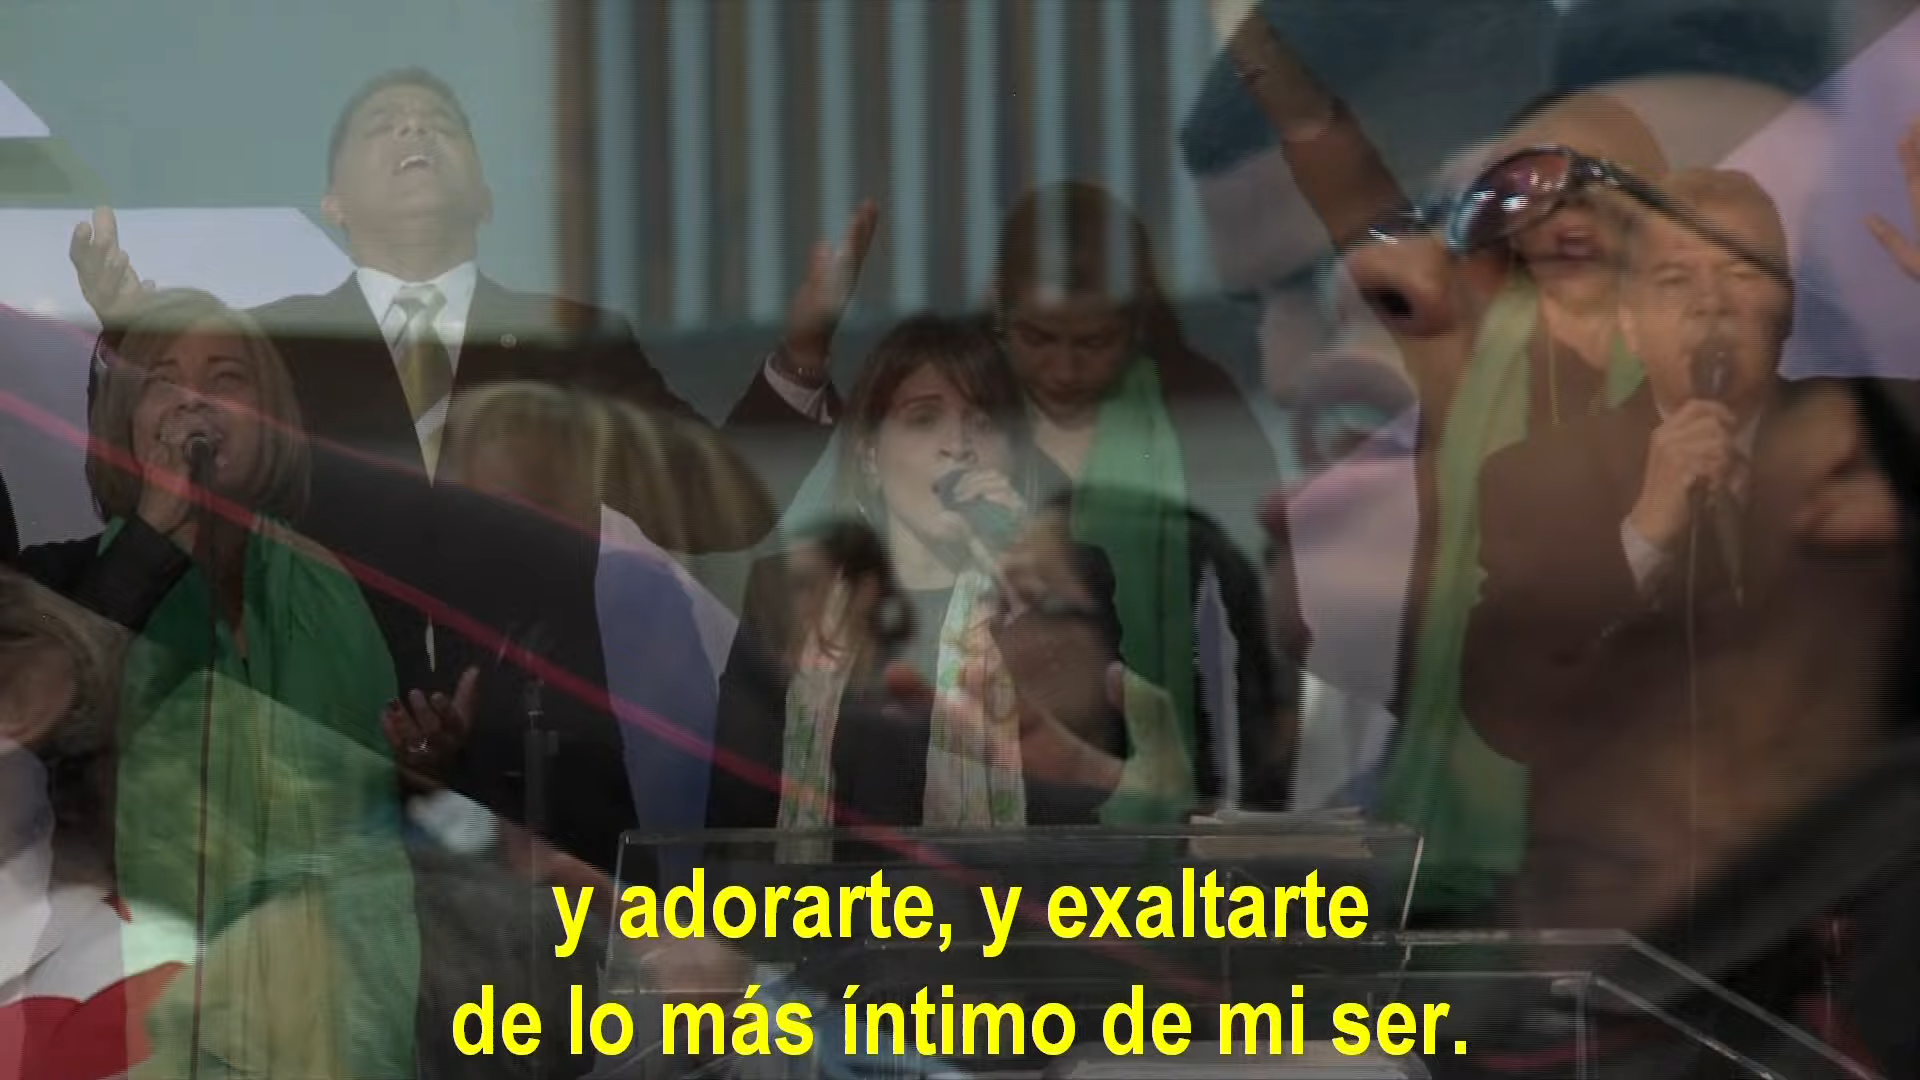 y adorarte, y exaltarte
de lo más íntimo de mi ser.